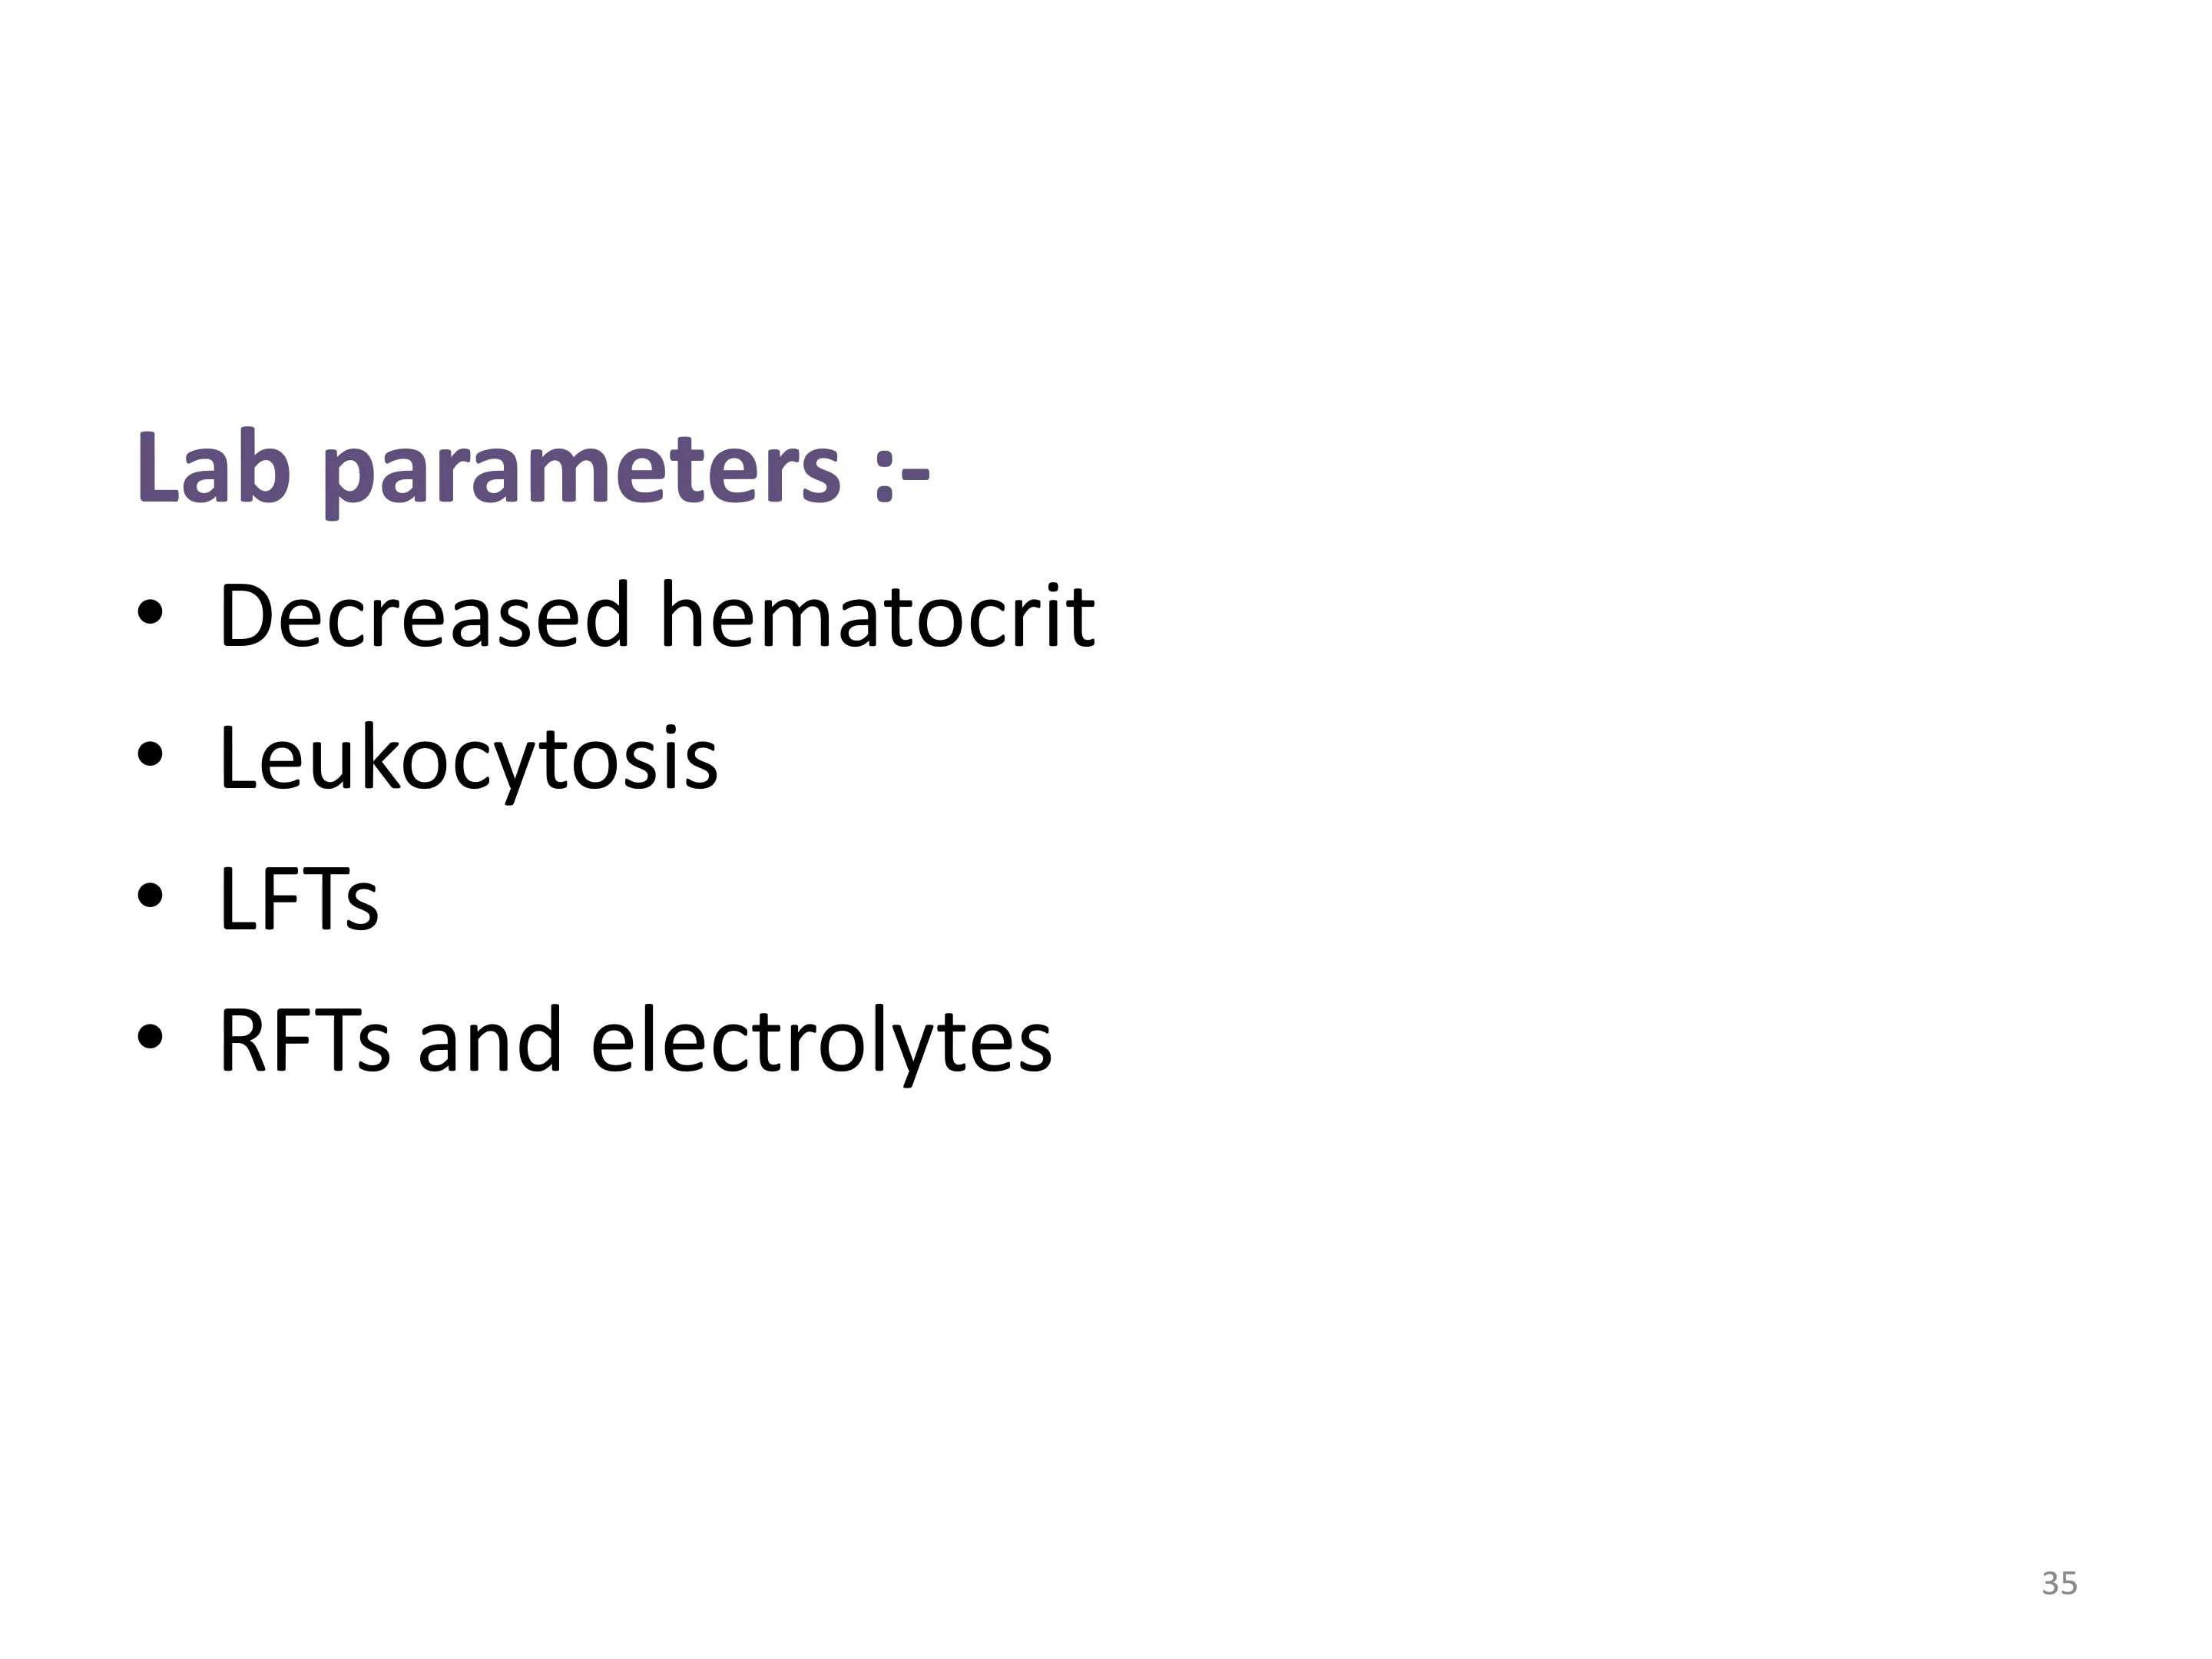 Lab parameters :-
• Decreased hematocrit
• Leukocytosis
• LFTs
• RFTs and electrolytes
35